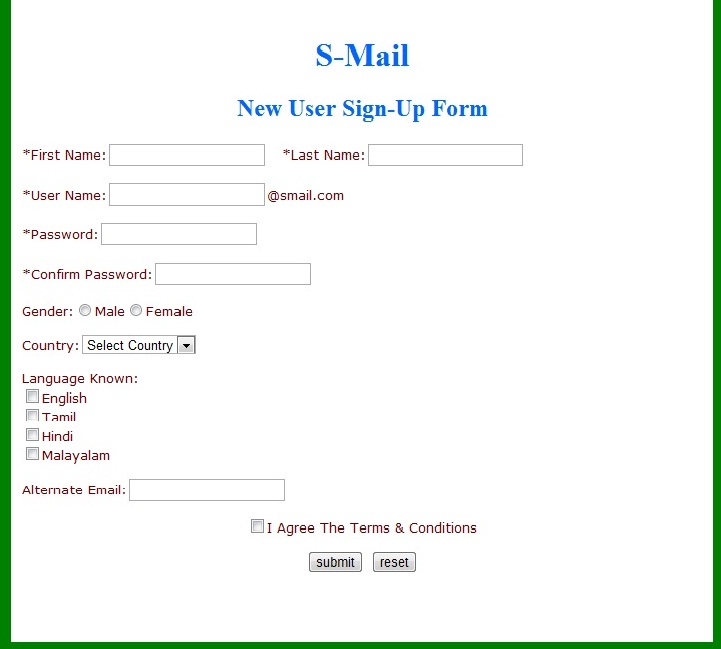 S-Mail
New User Sign-Up Form
*First Name: *Last Name:
*User Name: @smail.com
*Password:
*Confirm Password:
Gender: Male Female
Country: Select Country
Language Known:
English
Tamil
Hindi
Malayalam
Alternate Email:
I Agree The Terms & Conditions
submit reset